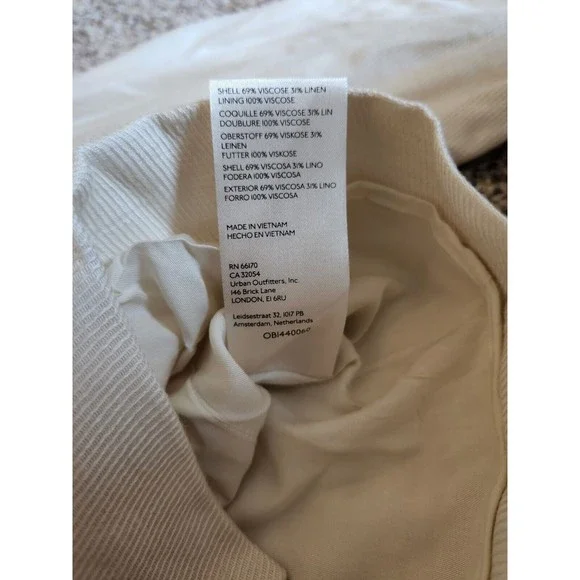 SHELL 69% VISCOSE 31% LINEN
LINING 100% VISCOSE
COQUILLE 69% VISCOSE 31% LIN
DOUBLURE 100% VISCOSE
OBERSTOFF 69% VISKOSE 31%
LEINEN
FUTTER 100% VISKOSE
SHELL 69% VISCOSA 31% LINO
FODERA 100% VISCOSA
EXTERIOR 69% VISCOSA 31% LINO
FORRO 100% VISCOSA
MADE IN VIETNAM
HECHO EN VIETNAM
RN 66170
CA 32054
Urban Outfitters, Inc
146 Brick Lane
LONDON, E1 6RU
Leidsestraat 32, 1017 PB
Amsterdam, Netherlands